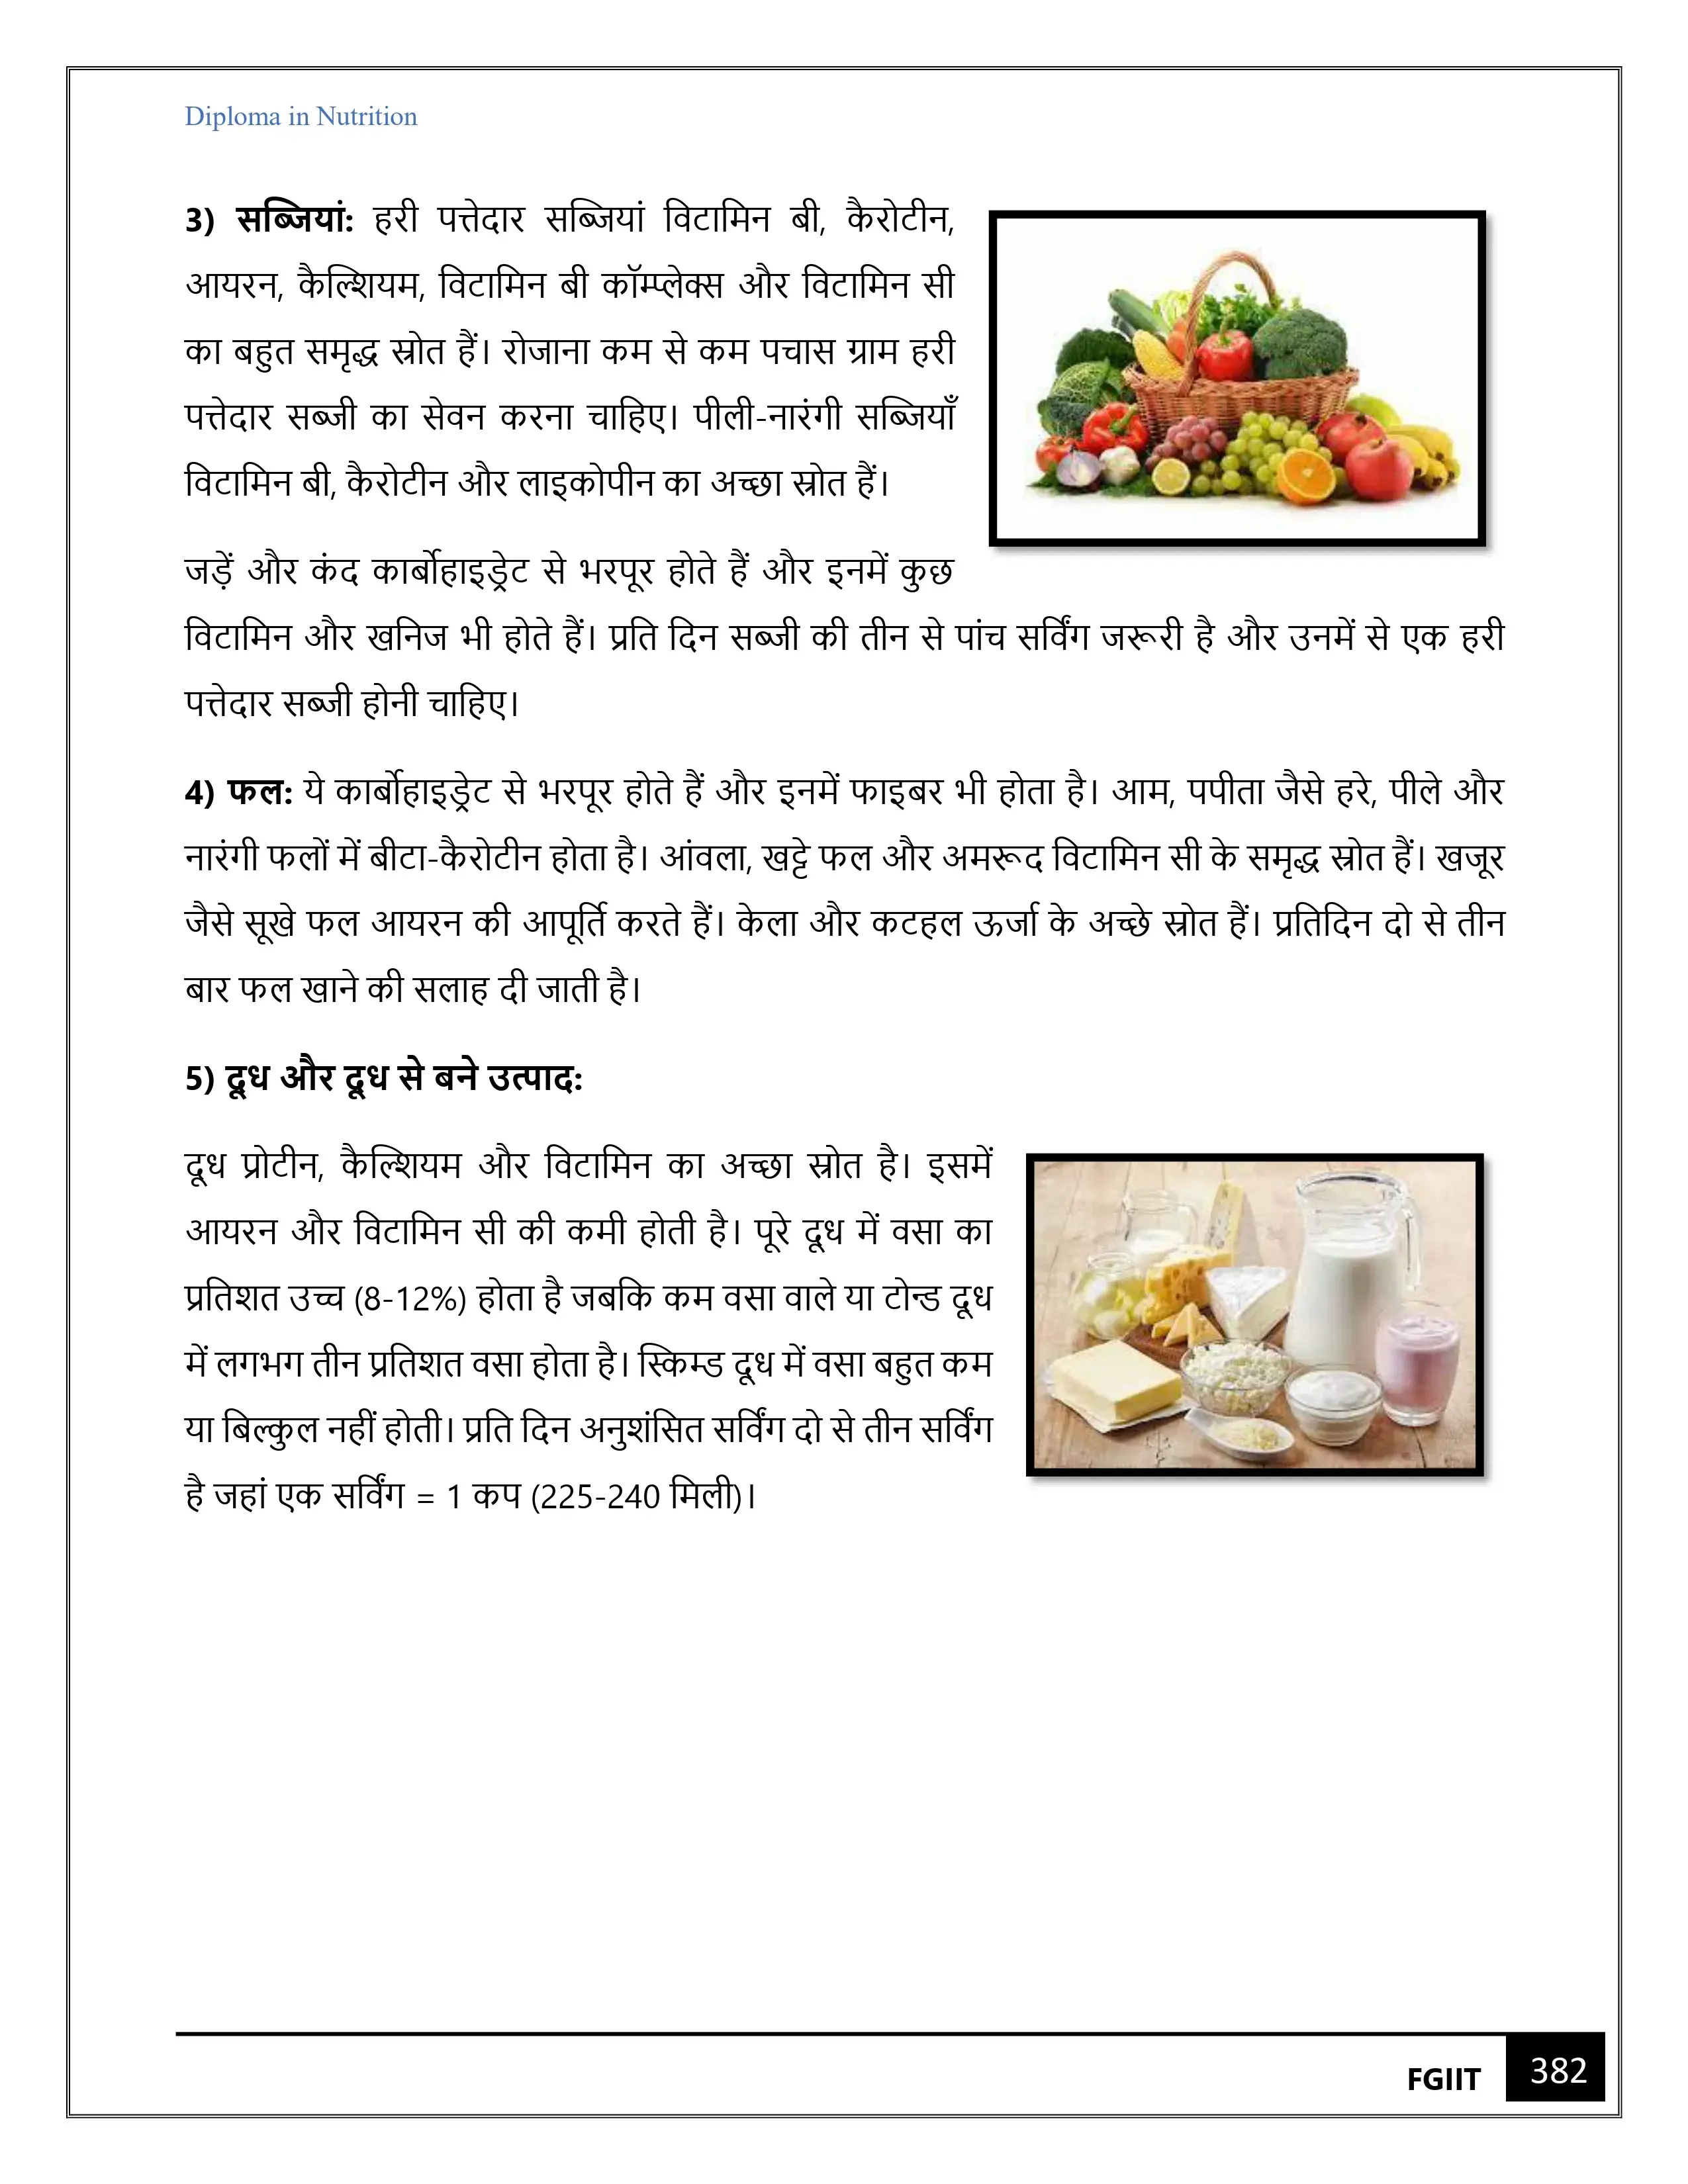 Diploma in Nutrition
3) सब्जियां: हरी पत्तेदार सब्जियां विटामिन बी, कैरोटीन,
आयरन, कैल्शियम, विटामिन बी कॉम्प्लेक्स और विटामिन सी
का बहुत समृद्ध स्रोत हैं। रोजाना कम से कम पचास ग्राम हरी
पत्तेदार सब्जी का सेवन करना चाहिए। पीली-नारंगी सब्जियाँ
विटामिन बी, कैरोटीन और लाइकोपीन का अच्छा स्रोत हैं।
जड़ें और कंद कार्बोहाइड्रेट से भरपूर होते हैं और इनमें कुछ
विटामिन और खनिज भी होते हैं। प्रति दिन सब्जी की तीन से पांच सर्विंग जरूरी है और उनमें से एक हरी
पत्तेदार सब्जी होनी चाहिए।
4) फल: ये कार्बोहाइड्रेट से भरपूर होते हैं और इनमें फाइबर भी होता है। आम, पपीता जैसे हरे, पीले और
नारंगी फलों में बीटा-कैरोटीन होता है। आंवला, खट्टे फल और अमरूद विटामिन सी के समृद्ध स्रोत हैं। खजूर
जैसे सूखे फल आयरन की आपूर्ति करते हैं। केला और कटहल ऊर्जा के अच्छे स्रोत हैं। प्रतिदिन दो से तीन
बार फल खाने की सलाह दी जाती है।
5) दूध और दूध से बने उत्पाद:
दूध प्रोटीन, कैल्शियम और विटामिन का अच्छा स्रोत है। इसमें
आयरन और विटामिन सी की कमी होती है। पूरे दूध में वसा का
प्रतिशत उच्च (8-12%) होता है जबकि कम वसा वाले या टोन्ड दूध
में लगभग तीन प्रतिशत वसा होता है। स्किम्ड दूध में वसा बहुत कम
या बिल्कुल नहीं होती। प्रति दिन अनुशंसित सर्विंग दो से तीन सर्विंग
है जहां एक सर्विंग = 1 कप (225-240 मिली)।
FGIIT 382